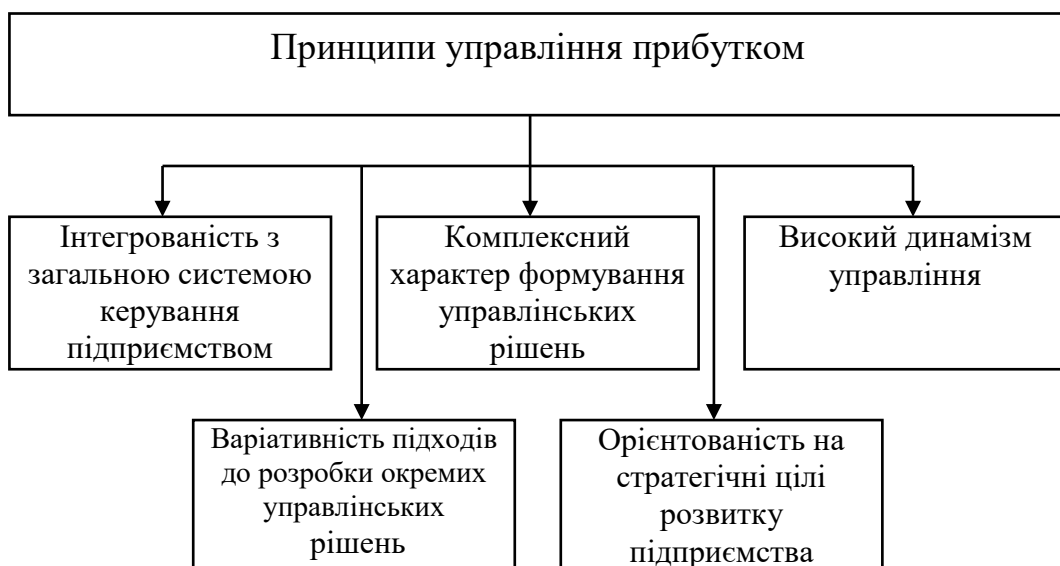 Принципи управління прибутком
Інтегрованість з
загальною системою
керування
підприємством
Комплексний
характер формування
управлінських
рішень
Високий динамізм
управління
Варіативність підходів
до розробки окремих
управлінських
рішень
Орієнтованість на
стратегічні цілі
розвитку
підприємства